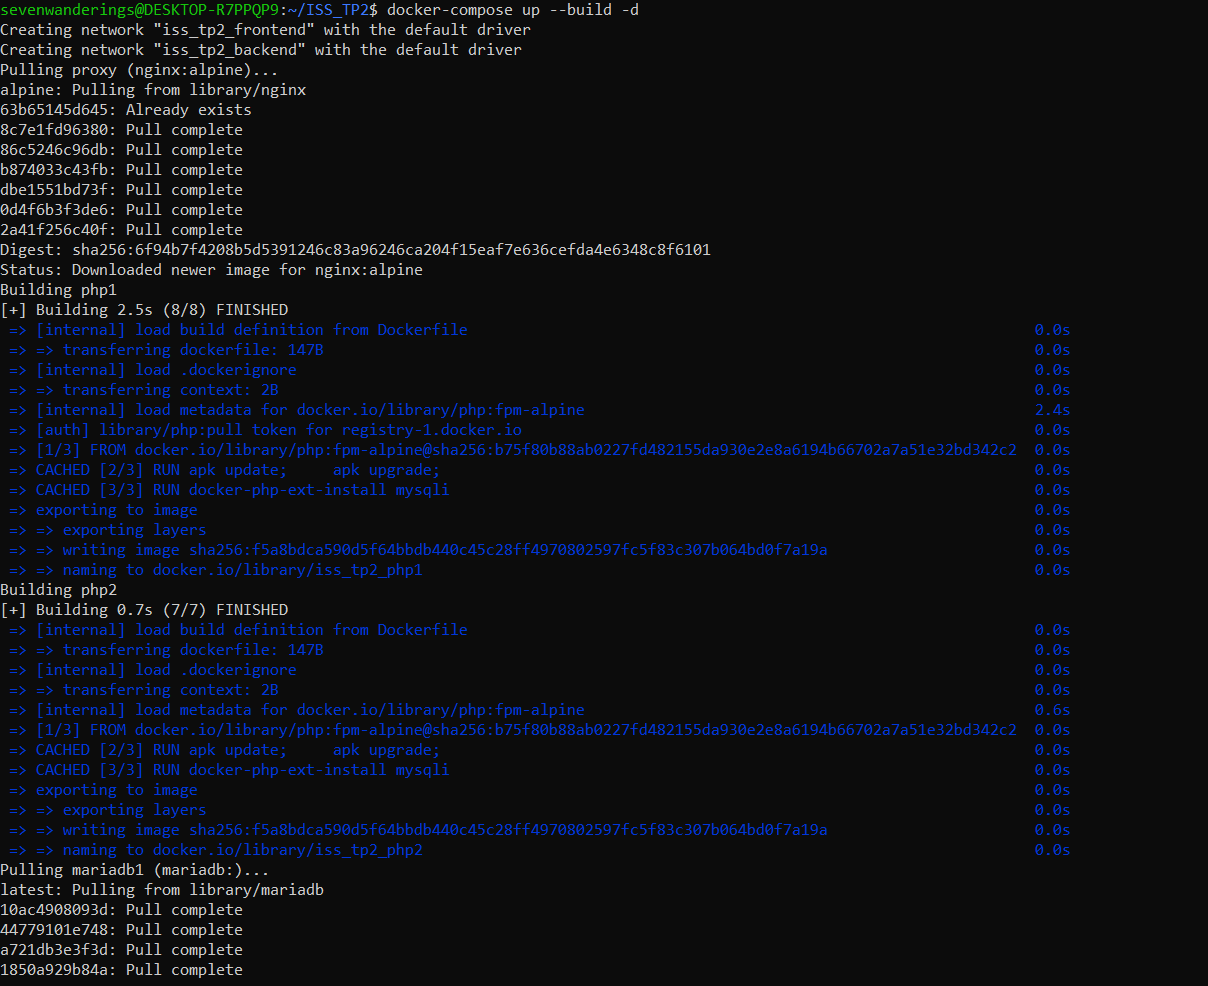 sevenwanderings@DESKTOP-R7PPQP9:~/ISS_TP2$ docker-compose up --build -d
Creating network "iss_tp2_frontend" with the default driver
Creating network "iss_tp2_backend" with the default driver
Pulling proxy (nginx:alpine)...
alpine: Pulling from library/nginx
63b65145d645: Already exists
8c7e1fd96380: Pull complete
86c5246c96db: Pull complete
b874033c43fb: Pull complete
dbe1551bd73f: Pull complete
0d4f6b3f3de6: Pull complete
2a41f256c40f: Pull complete
Digest: sha256:6f94b7f4208b5d5391246c83a96246ca204f15eaf7e636cefda4e6348c8f6101
Status: Downloaded newer image for nginx:alpine
Building php1
[+] Building 2.5s (8/8) FINISHED
=> [internal] load build definition from Dockerfile 0.0s
=> => transferring dockerfile: 147B 0.0s
=> [internal] load .dockerignore 0.0s
=> => transferring context: 2B 0.0s
=> [internal] load metadata for docker.io/library/php:fpm-alpine 2.4s
=> [auth] library/php:pull token for registry-1.docker.io 0.0s
=> [1/3] FROM docker.io/library/php:fpm-alpine@sha256:b75f80b88ab0227fd482155da930e2e8a6194b66702a7a51e32bd342c2 0.0s
=> CACHED [2/3] RUN apk update;     apk upgrade; 0.0s
=> CACHED [3/3] RUN docker-php-ext-install mysqli 0.0s
=> exporting to image 0.0s
=> => exporting layers 0.0s
=> => writing image sha256:f5a8bdca590d5f64bbdb440c45c28ff4970802597fc5f83c307b064bd0f7a19a 0.0s
=> => naming to docker.io/library/iss_tp2_php1 0.0s
Building php2
[+] Building 0.7s (7/7) FINISHED
=> [internal] load build definition from Dockerfile 0.0s
=> => transferring dockerfile: 147B 0.0s
=> [internal] load .dockerignore 0.0s
=> => transferring context: 2B 0.0s
=> [internal] load metadata for docker.io/library/php:fpm-alpine 0.6s
=> [1/3] FROM docker.io/library/php:fpm-alpine@sha256:b75f80b88ab0227fd482155da930e2e8a6194b66702a7a51e32bd342c2 0.0s
=> CACHED [2/3] RUN apk update;     apk upgrade; 0.0s
=> CACHED [3/3] RUN docker-php-ext-install mysqli 0.0s
=> exporting to image 0.0s
=> => exporting layers 0.0s
=> => writing image sha256:f5a8bdca590d5f64bbdb440c45c28ff4970802597fc5f83c307b064bd0f7a19a 0.0s
=> => naming to docker.io/library/iss_tp2_php2 0.0s
Pulling mariadb1 (mariadb:)...
latest: Pulling from library/mariadb
10ac4908093d: Pull complete
44779101e748: Pull complete
a721db3e3f3d: Pull complete
1850a929b84a: Pull complete